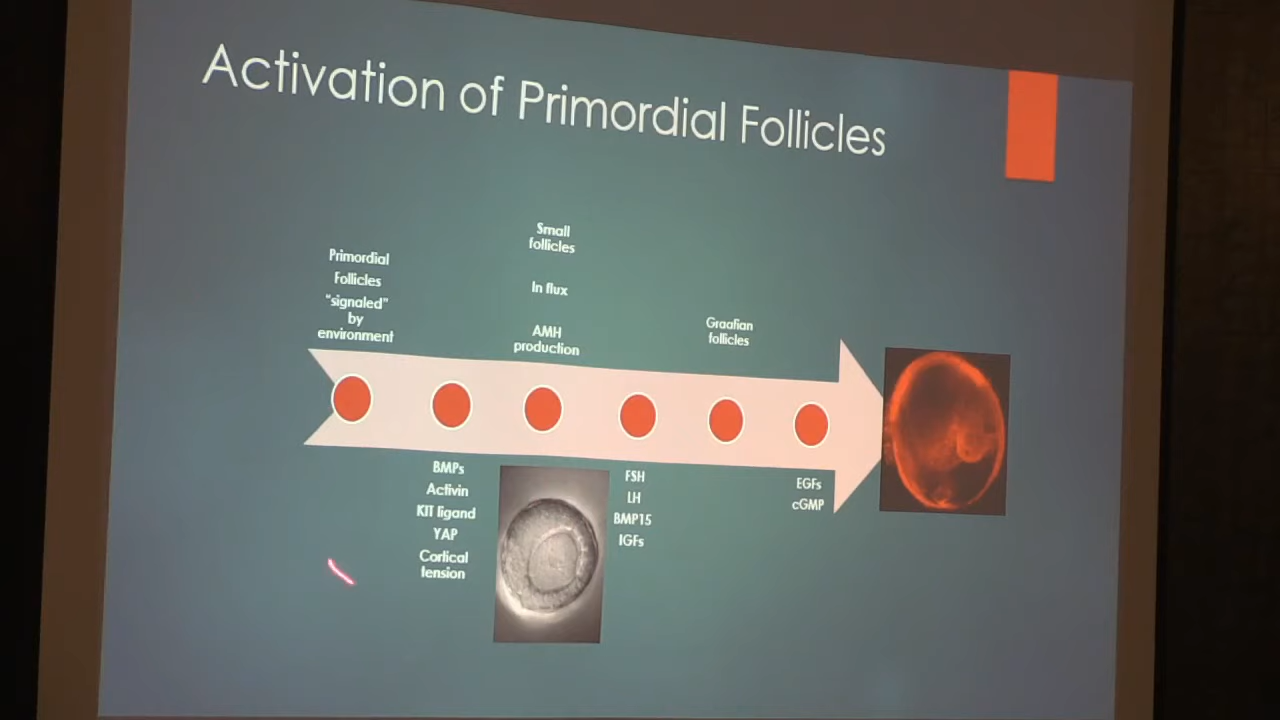 Activation of Primordial Follicles
Primordial
Follicles
"signaled"
by
environment
BMPs
Activin
KIT ligand
YAP
Cortical
tension
Small
follicles
In flux
AMH
production
FSH
LH
BMP15
IGFs
Graafian
follicles
EGFs
cGMP